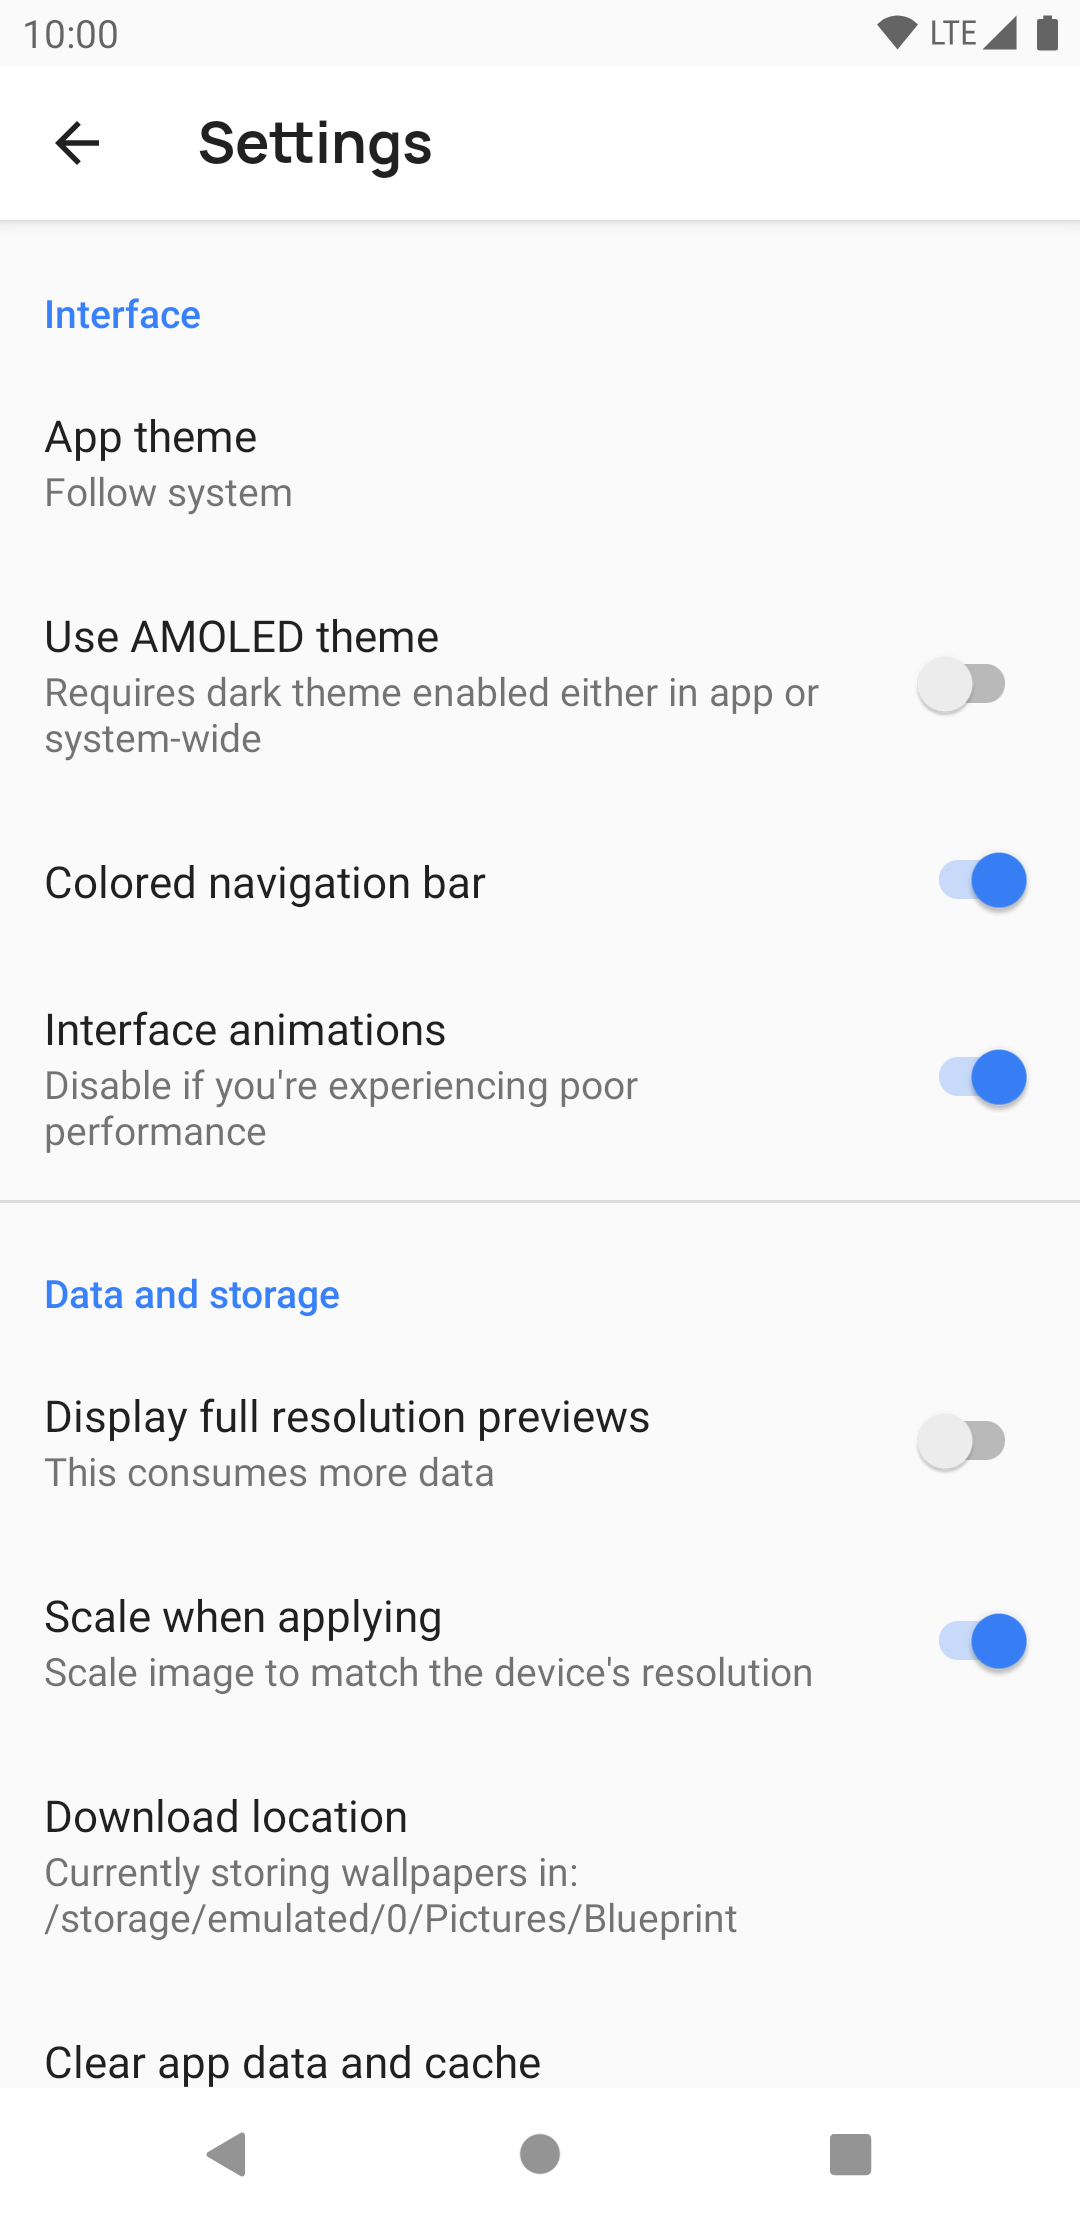 10:00
LTE
Settings
Interface
App theme
Follow system
Use AMOLED theme
Requires dark theme enabled either in app or
system-wide
Colored navigation bar
Interface animations
Disable if you're experiencing poor
performance
Data and storage
Display full resolution previews
This consumes more data
Scale when applying
Scale image to match the device's resolution
Download location
Currently storing wallpapers in:
/storage/emulated/0/Pictures/Blueprint
Clear app data and cache